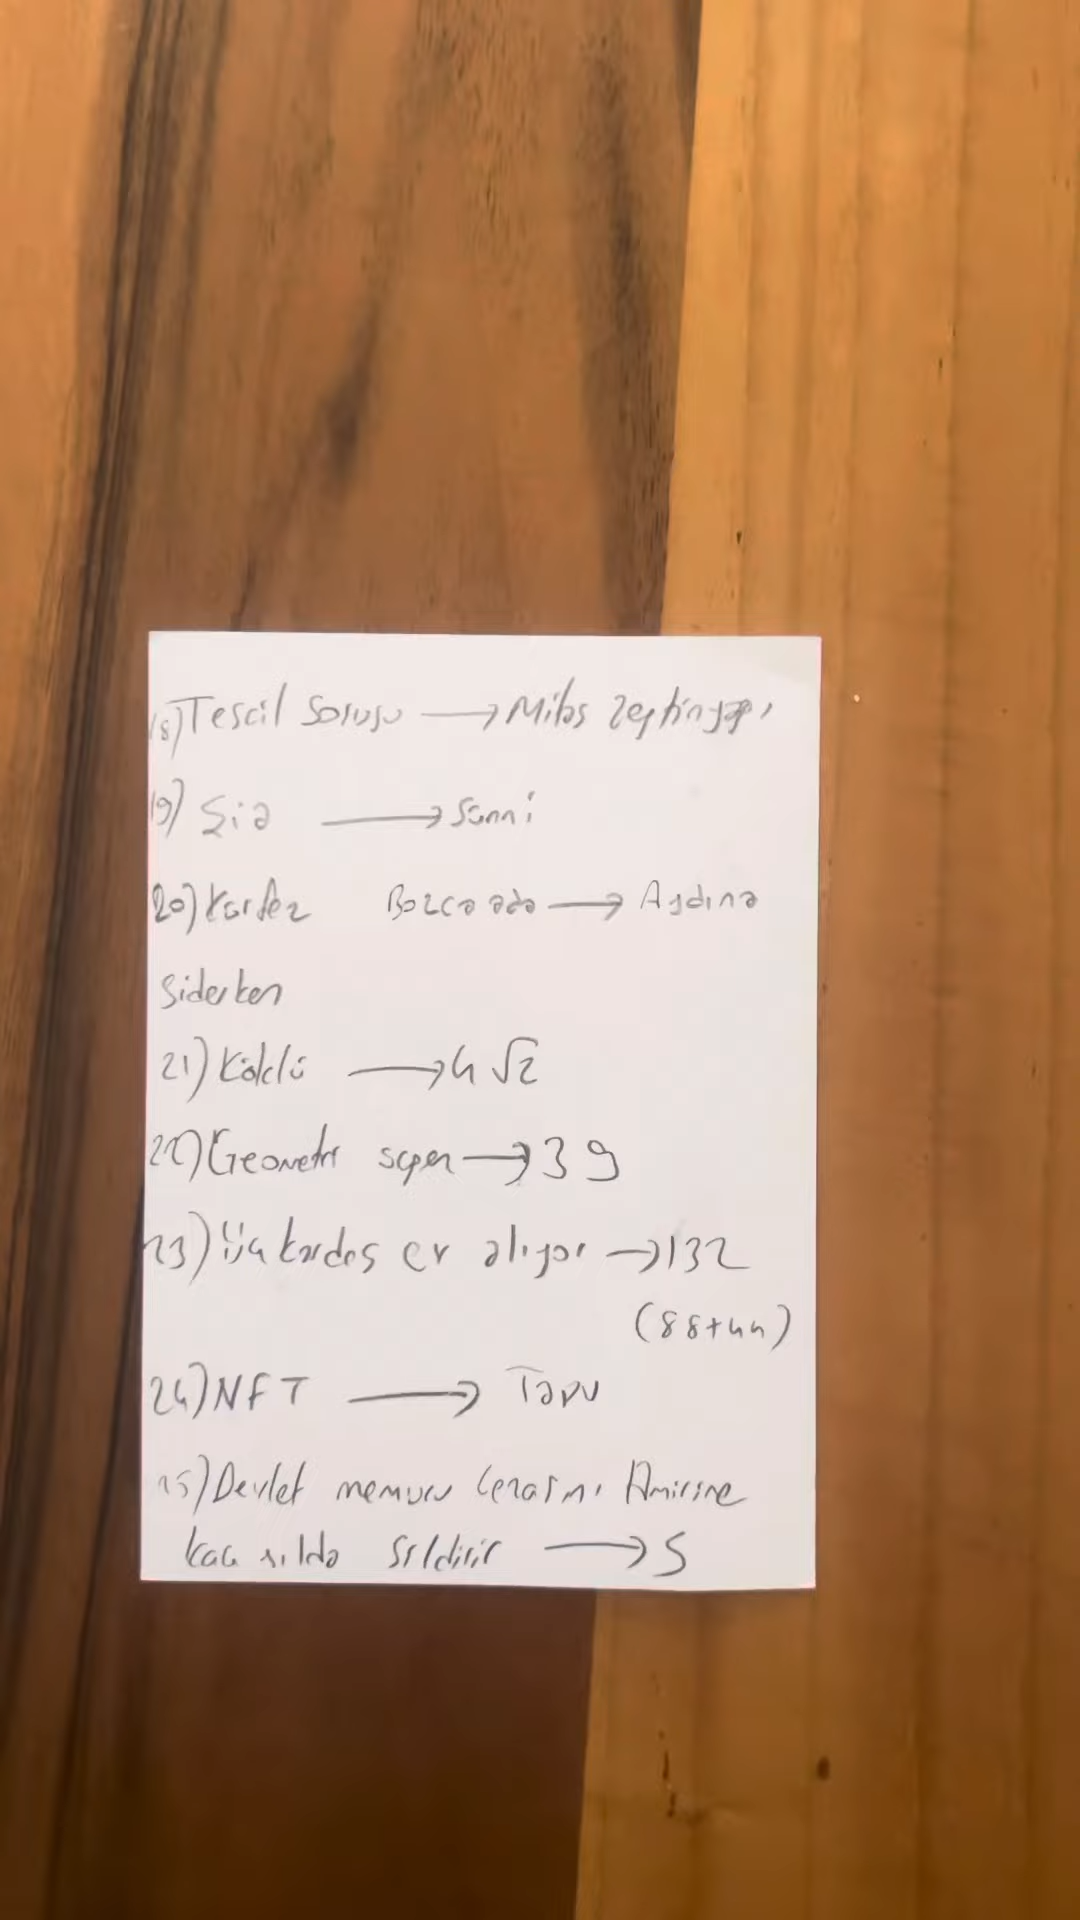 18) Tescil Sorusu → Milas Zeytinyağı
19) Şia → Sünni
20) Körfez Bozcaada → Aydına
Giderken
21) Köklü → 4√2
22) Geometri süper → 39
23) Üç kardeş ev alıyor → 132
(88+44)
24) NFT → Tapu
25) Devlet memuru Cezasını Amirine
kaç yılda Sildirir → 5